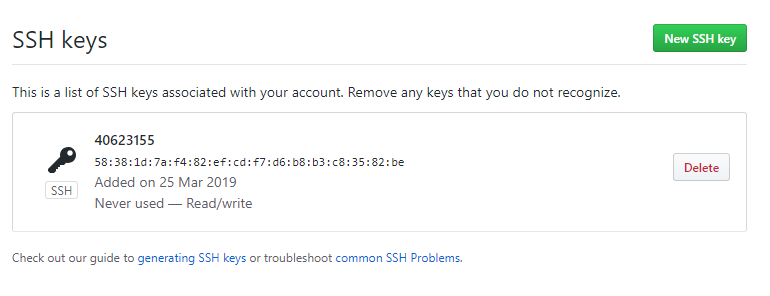 SSH keys
New SSH key
This is a list of SSH keys associated with your account. Remove any keys that you do not recognize.
40623155
58:38:1d:7a:f4:82:ef:cd:f7:d6:b8:b3:c8:35:82:be
SSH
Added on 25 Mar 2019
Never used — Read/write
Delete
Check out our guide to generating SSH keys or troubleshoot common SSH Problems.